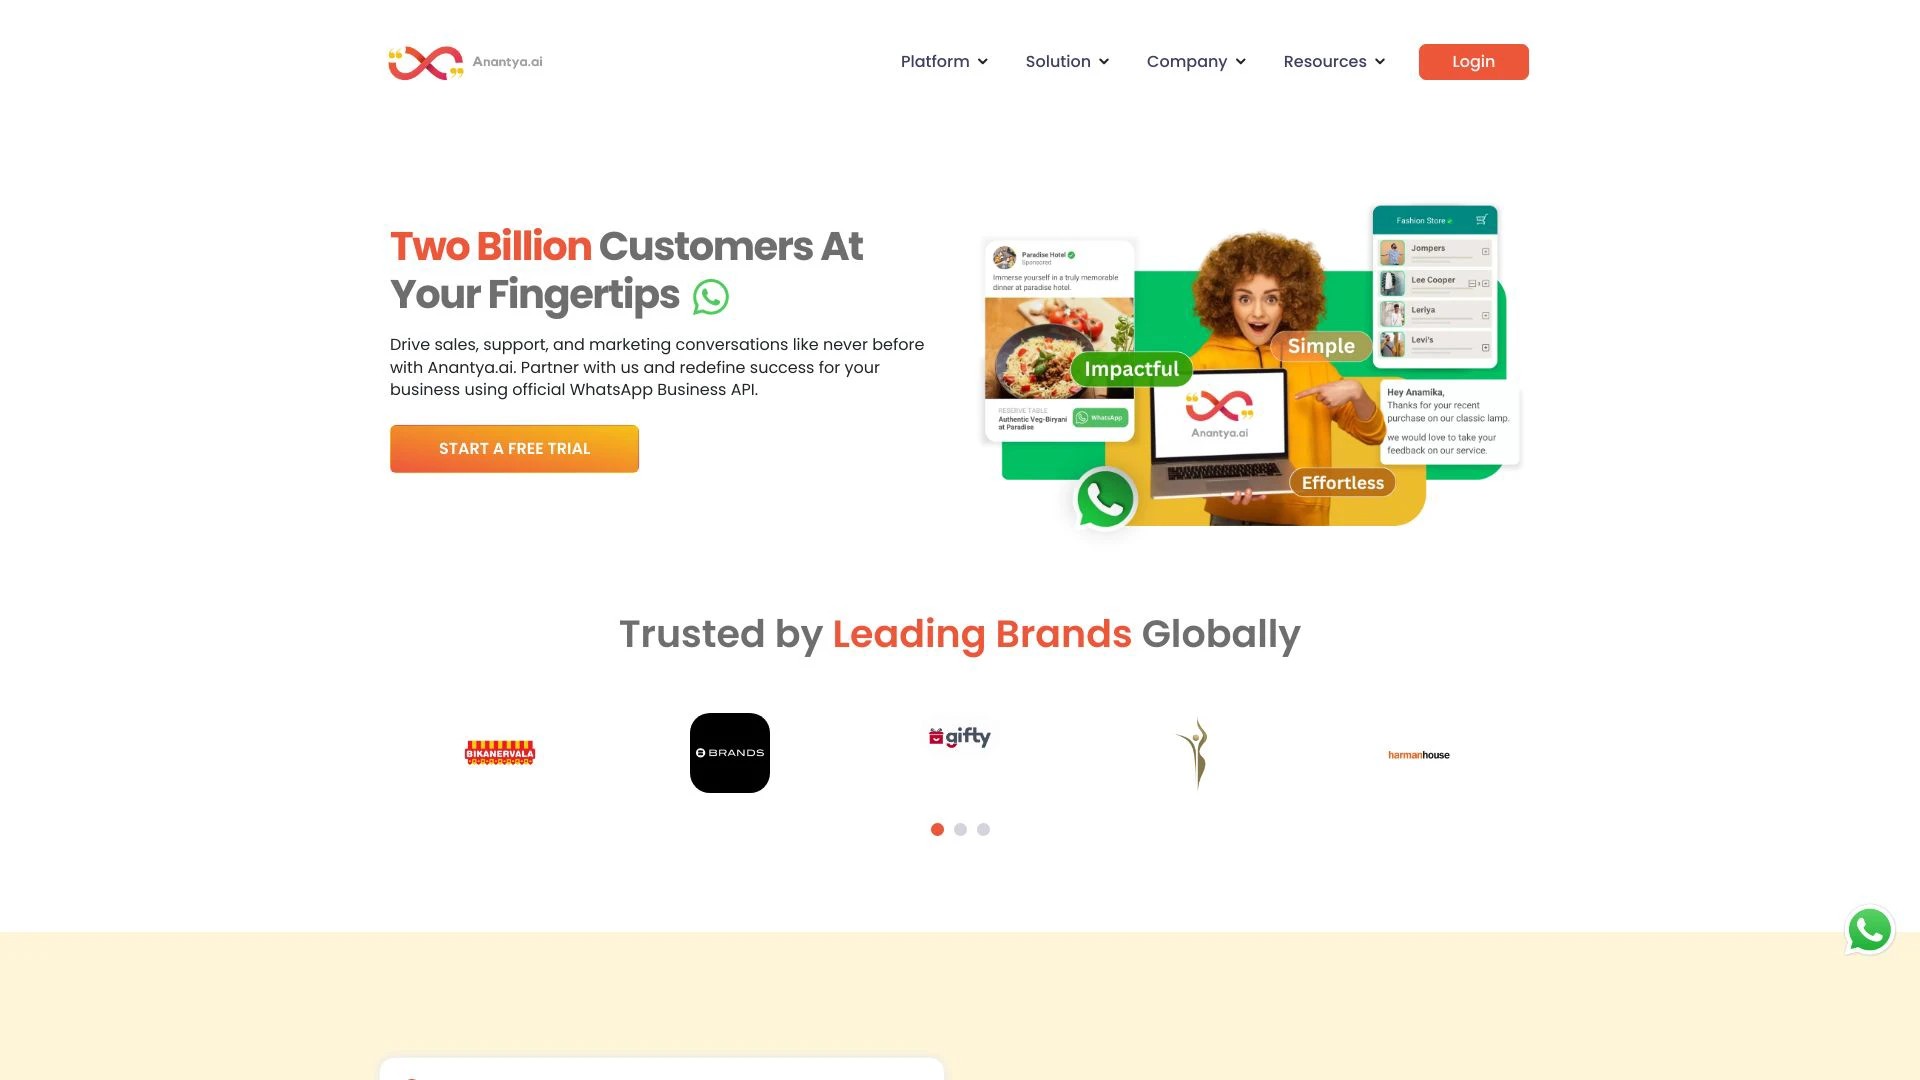 Anantya.ai
Platform
Solution
Company
Resources
Login
Two Billion Customers At
Your Fingertips
Drive sales, support, and marketing conversations like never before
with Anantya.ai. Partner with us and redefine success for your
business using official WhatsApp Business API.
START A FREE TRIAL
Paradise Hotel
Sponsored
Immerse yourself in a truly memorable
dinner at paradise hotel.
Impactful
RESERVE TABLE
Authentic Veg-Biryani
at Paradise
WhatsApp
Simple
Anantya.ai
Effortless
Fashion Store
Jompers
Lee Cooper
Leriya
Levi's
Hey Anamika,
Thanks for your recent
purchase on our classic lamp.
we would love to take your
feedback on our service.
Trusted by Leading Brands Globally
BIKANERVALA
BRANDS
gifty
harmanhouse